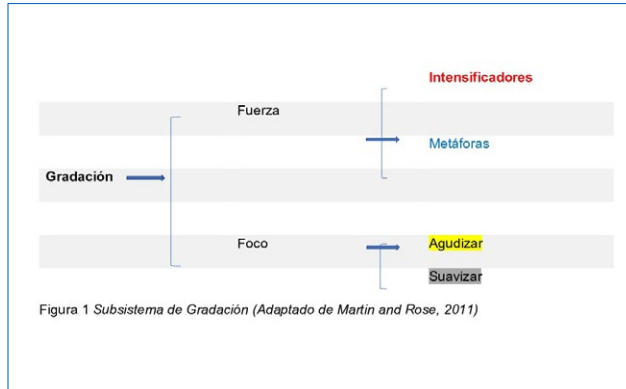 Intensificadores
Fuerza
Metáforas
Gradación
Foco
Agudizar
Suavizar
Figura 1 Subsistema de Gradación (Adaptado de Martin and Rose, 2011)